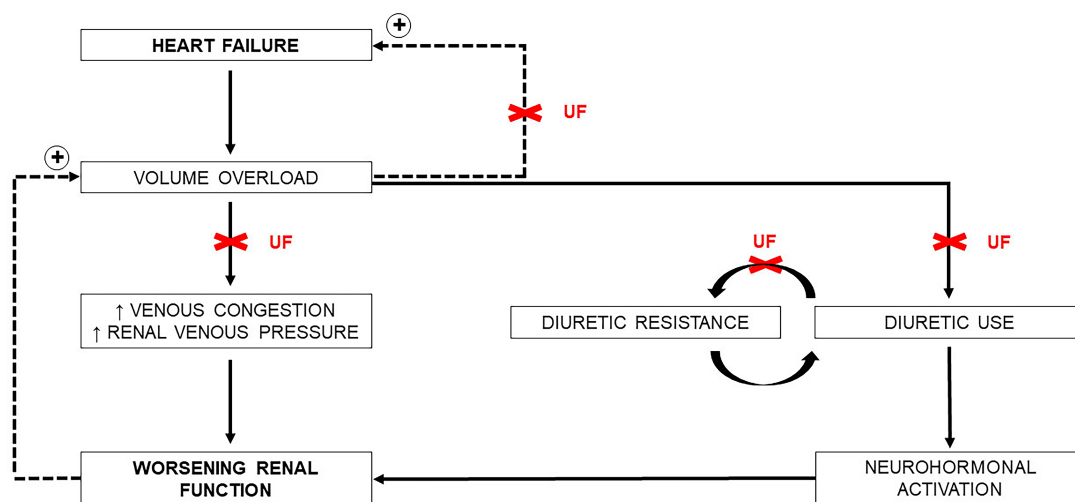 +
HEART FAILURE
UF
+
VOLUME OVERLOAD
UF
UF
UF
↑ VENOUS CONGESTION
↑ RENAL VENOUS PRESSURE
DIURETIC RESISTANCE
DIURETIC USE
WORSENING RENAL
FUNCTION
NEUROHORMONAL
ACTIVATION